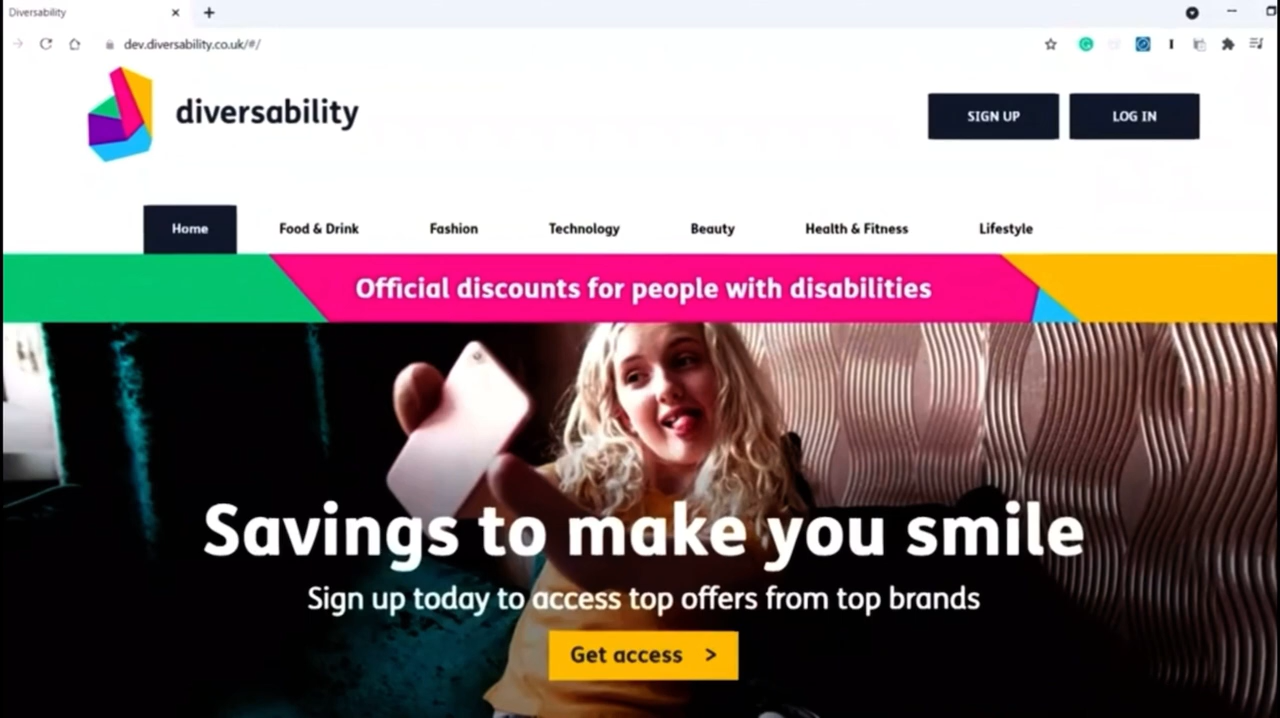 Diversability
dev.diversability.co.uk/#/
diversability
SIGN UP
LOG IN
Home
Food & Drink
Fashion
Technology
Beauty
Health & Fitness
Lifestyle
Official discounts for people with disabilities
Savings to make you smile
Sign up today to access top offers from top brands
Get access >